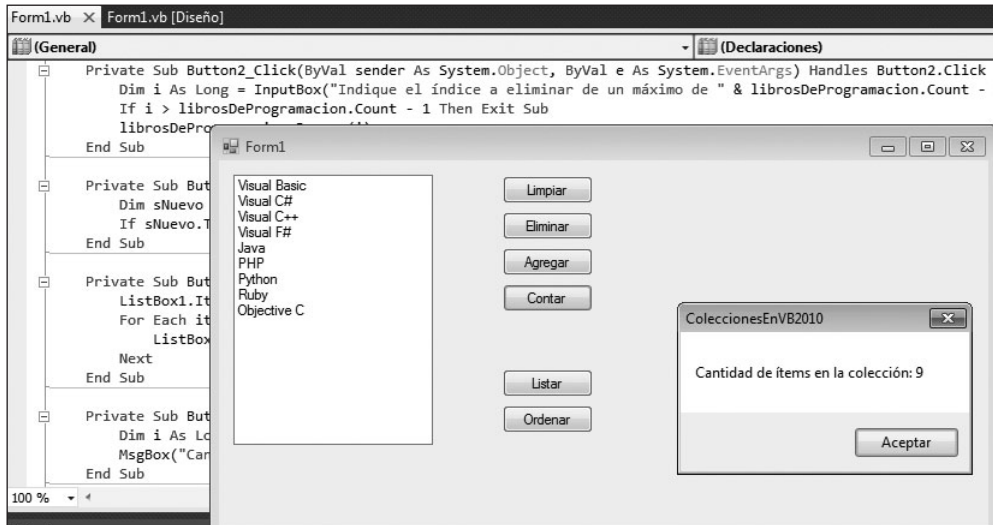 Form1.vb × Form1.vb [Diseño]
(General)
(Declaraciones)
Private Sub Button2_Click(ByVal sender As System.Object, ByVal e As System.EventArgs) Handles Button2.Click
Dim i As Long = InputBox("Indique el índice a eliminar de un máximo de " & librosDeProgramacion.Count -
If i > librosDeProgramacion.Count - 1 Then Exit Sub
librosDePro
End Sub
Private Sub But
Dim sNuevo
If sNuevo.T
End Sub
Private Sub But
ListBox1.It
For Each it
ListBox
Next
End Sub
Private Sub But
Dim i As Lo
MsgBox("Can
End Sub
100 %
Form1
Visual Basic
Visual C#
Visual C++
Visual F#
Java
PHP
Python
Ruby
Objective C
Limpiar
Eliminar
Agregar
Contar
Listar
Ordenar
ColeccionesEnVB2010
Cantidad de ítems en la colección: 9
Aceptar